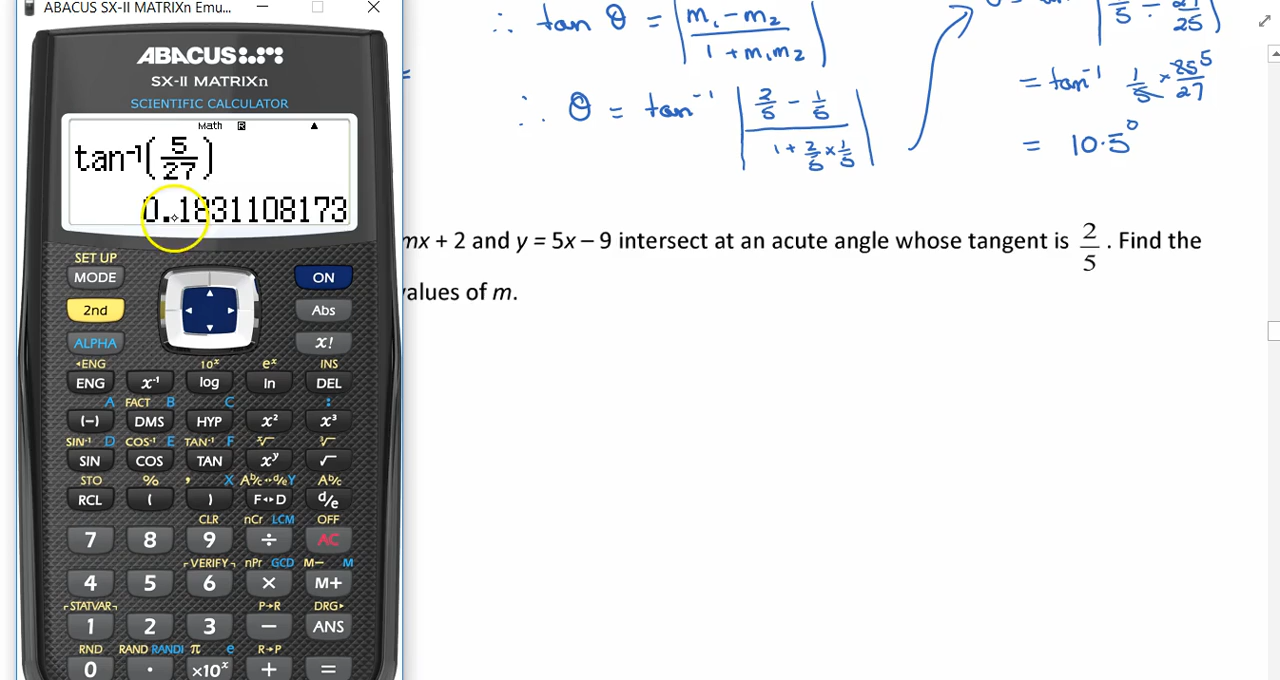 ABACUS SX-II MATRIXn Emu...
ABACUS
SX-II MATRIXn
SCIENTIFIC CALCULATOR
Math R
tan⁻¹(5/27)
0.1831108173
SET UP
MODE ON
2nd Abs
ALPHA x!
◂ENG 10ˣ eˣ INS
ENG x⁻¹ log ln DEL
A FACT B C :
(−) DMS HYP x² x³
SIN⁻¹ D COS⁻¹ E TAN⁻¹ F ˣ√ ³√
SIN COS TAN xʸ √
STO % , X Aᵇ/c↔d/e Y Aᵇ/c
RCL ( ) F↔D d/e
CLR nCr LCM OFF
7 8 9 ÷ AC
VERIFY nPr GCD M− M
4 5 6 × M+
STATVAR P→R DRG▸
1 2 3 − ANS
RND RAND RANDI π e R→P
0 . ×10ˣ + =
∴ tan θ = |(m₁ − m₂)/(1 + m₁m₂)|
∴ θ = tan⁻¹ |(2/5 − 1/5)/(1 + 2/5 × 1/5)|
5 ÷ 25
= tan⁻¹ 1/5 × 25⁵/27
= 10.5°
mx + 2 and y = 5x − 9 intersect at an acute angle whose tangent is 2/5 . Find the
alues of m.